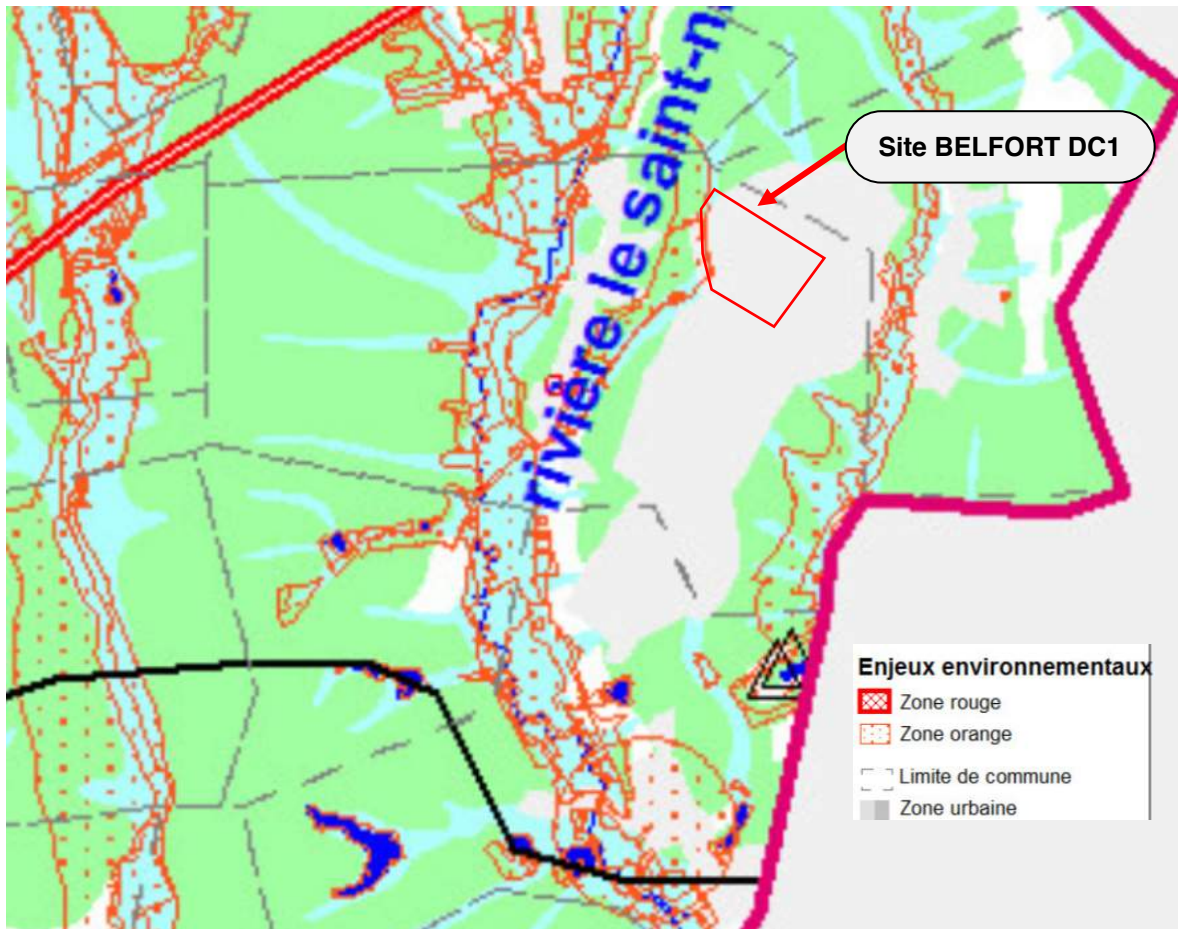 rivière le saint-n
Site BELFORT DC1
Enjeux environnementaux
Zone rouge
Zone orange
Limite de commune
Zone urbaine